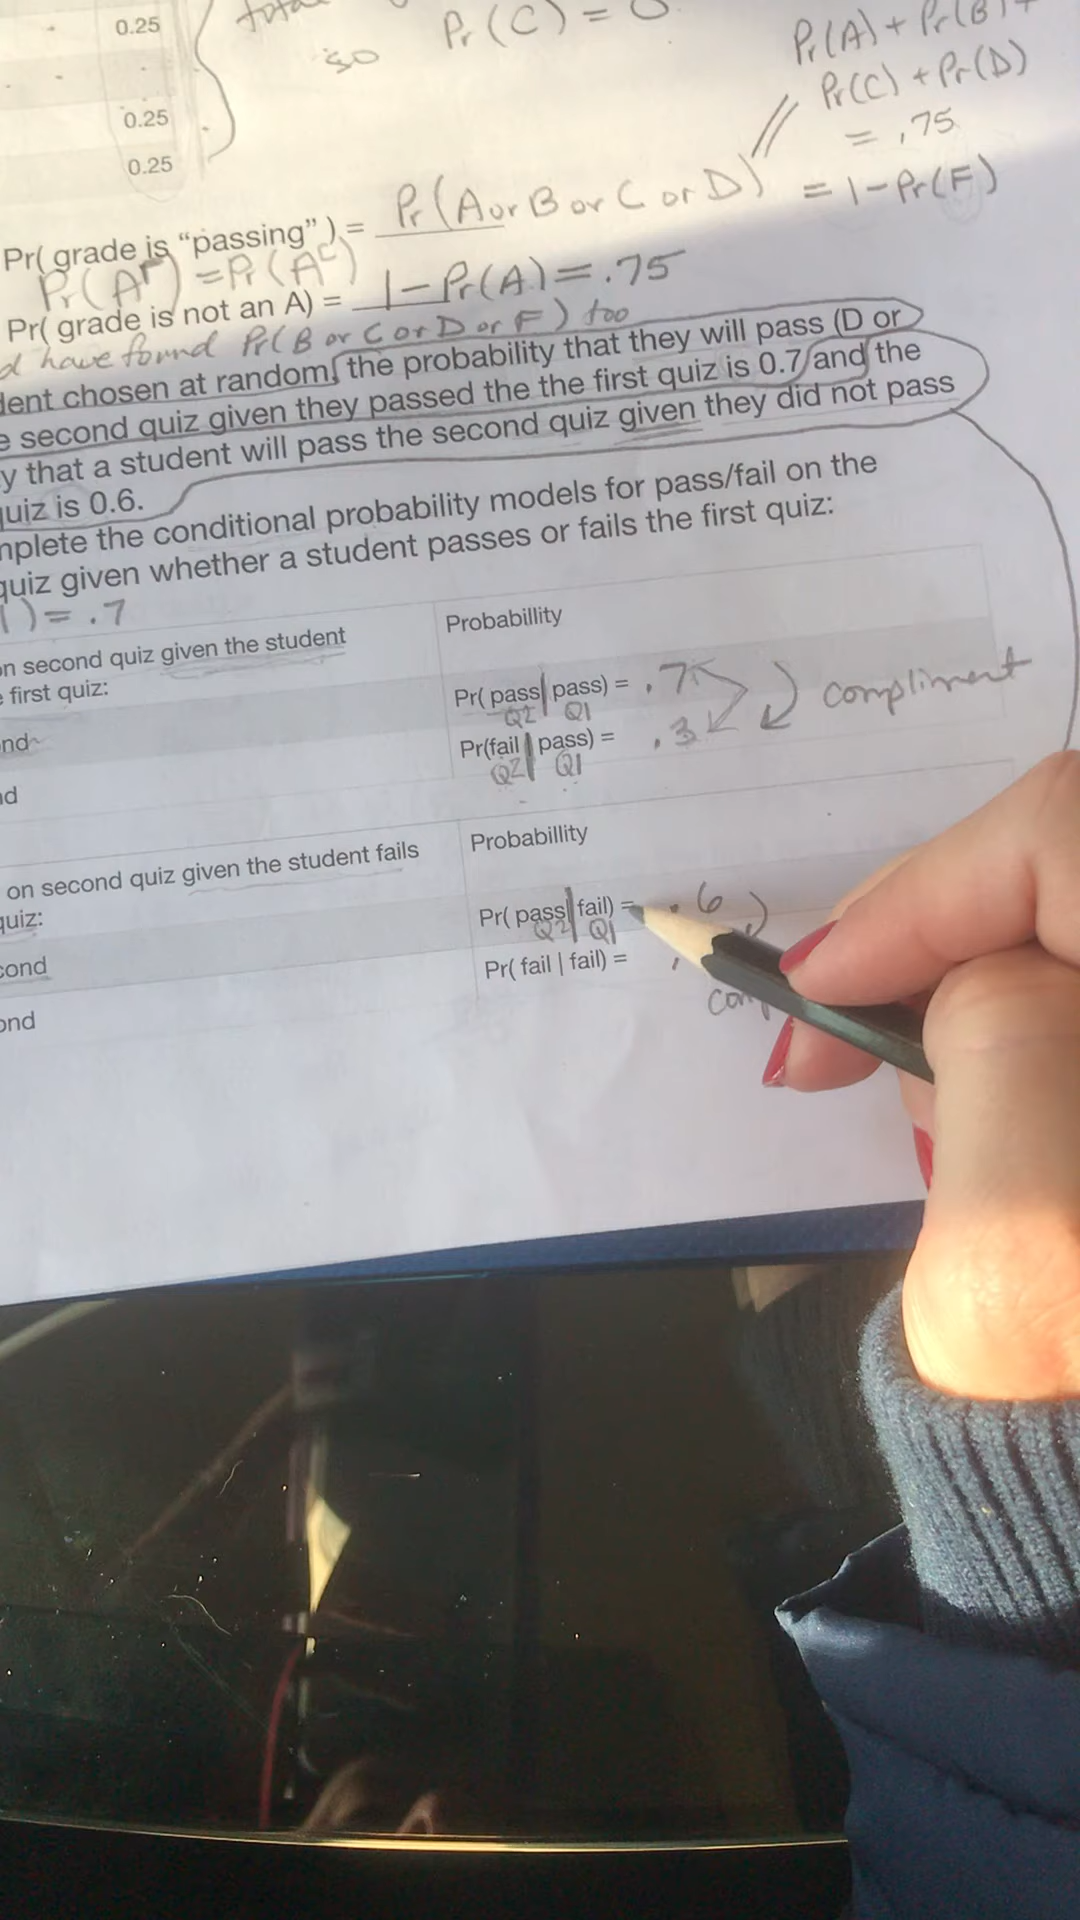 0.25
0.25
0.25
total
so Pr(C) = 0
Pr(A) + Pr(B) +
Pr(C) + Pr(D)
= .75
Pr( grade is “passing” ) = Pr(A or B or C or D) = 1 - Pr(F)
= Pr(Aᶜ)
Pr( grade is not an A) = 1 - Pr(A) = .75
d have found Pr(B or C or D or F) too
dent chosen at random, the probability that they will pass (D or
e second quiz given they passed the the first quiz is 0.7 and the
y that a student will pass the second quiz given they did not pass
quiz is 0.6.
mplete the conditional probability models for pass/fail on the
quiz given whether a student passes or fails the first quiz:
) = .7
on second quiz given the student
e first quiz:
Probabillity
nd
Pr( pass | pass) = .7
Q2 Q1
compliment
d
Pr(fail | pass) = .3
Q2 Q1
on second quiz given the student fails
quiz:
Probabillity
cond
Pr( pass | fail) = .6
Q2 Q1
ond
Pr( fail | fail) = .
com